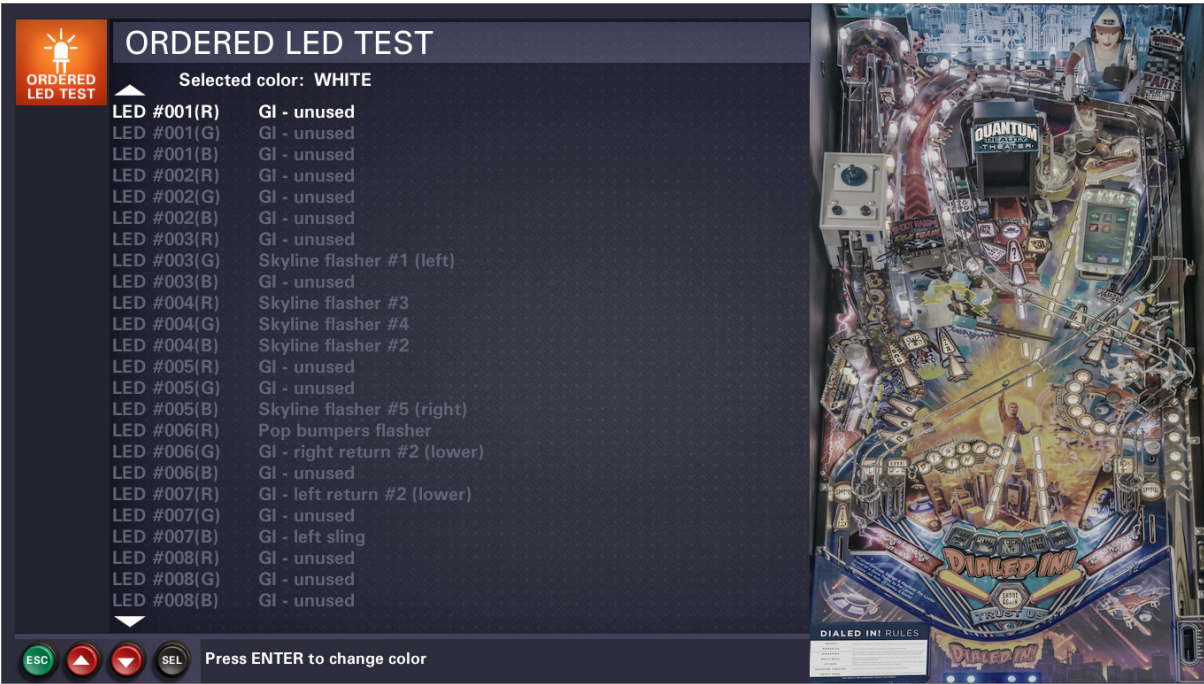 ORDERED LED TEST
ORDERED
LED TEST
Selected color: WHITE
LED #001(R) GI - unused
LED #001(G) GI - unused
LED #001(B) GI - unused
LED #002(R) GI - unused
LED #002(G) GI - unused
LED #002(B) GI - unused
LED #003(R) GI - unused
LED #003(G) Skyline flasher #1 (left)
LED #003(B) GI - unused
LED #004(R) Skyline flasher #3
LED #004(G) Skyline flasher #4
LED #004(B) Skyline flasher #2
LED #005(R) GI - unused
LED #005(G) GI - unused
LED #005(B) Skyline flasher #5 (right)
LED #006(R) Pop bumpers flasher
LED #006(G) GI - right return #2 (lower)
LED #006(B) GI - unused
LED #007(R) GI - left return #2 (lower)
LED #007(G) GI - unused
LED #007(B) GI - left sling
LED #008(R) GI - unused
LED #008(G) GI - unused
LED #008(B) GI - unused
ESC
SEL
Press ENTER to change color
QUANTUM
THEATER
DIALED IN!
SHOOT
AGAIN
TRUST US
DIALED IN! RULES
DIALED IN!